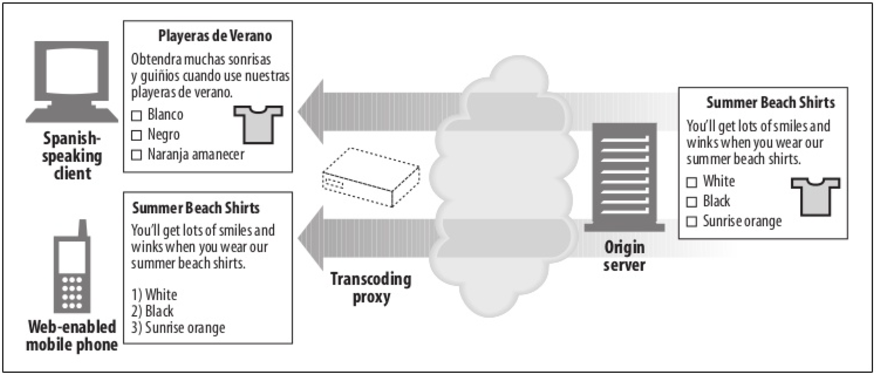 Playeras de Verano
Obtendra muchas sonrisas
y guiñios cuando use nuestras
playeras de verano.
Blanco
Negro
Naranja amanecer
Spanish-
speaking
client
Summer Beach Shirts
You'll get lots of smiles and
winks when you wear our
summer beach shirts.
1) White
2) Black
3) Sunrise orange
Web-enabled
mobile phone
Transcoding
proxy
Origin
server
Summer Beach Shirts
You'll get lots of smiles and
winks when you wear our
summer beach shirts.
White
Black
Sunrise orange